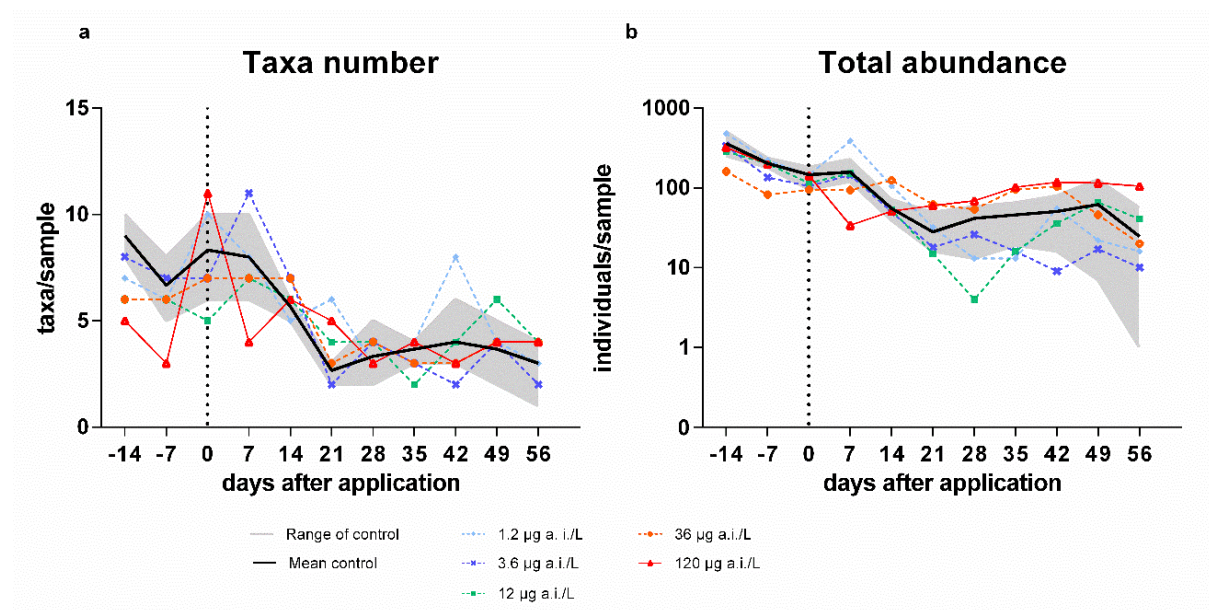 a
Taxa number
taxa/sample
15
10
5
0
-14 -7 0 7 14 21 28 35 42 49 56
days after application
b
Total abundance
individuals/sample
1000
100
10
1
0
-14 -7 0 7 14 21 28 35 42 49 56
days after application
Range of control
Mean control
1.2 µg a. i./L
3.6 µg a.i./L
12 µg a.i./L
36 µg a.i./L
120 µg a.i./L